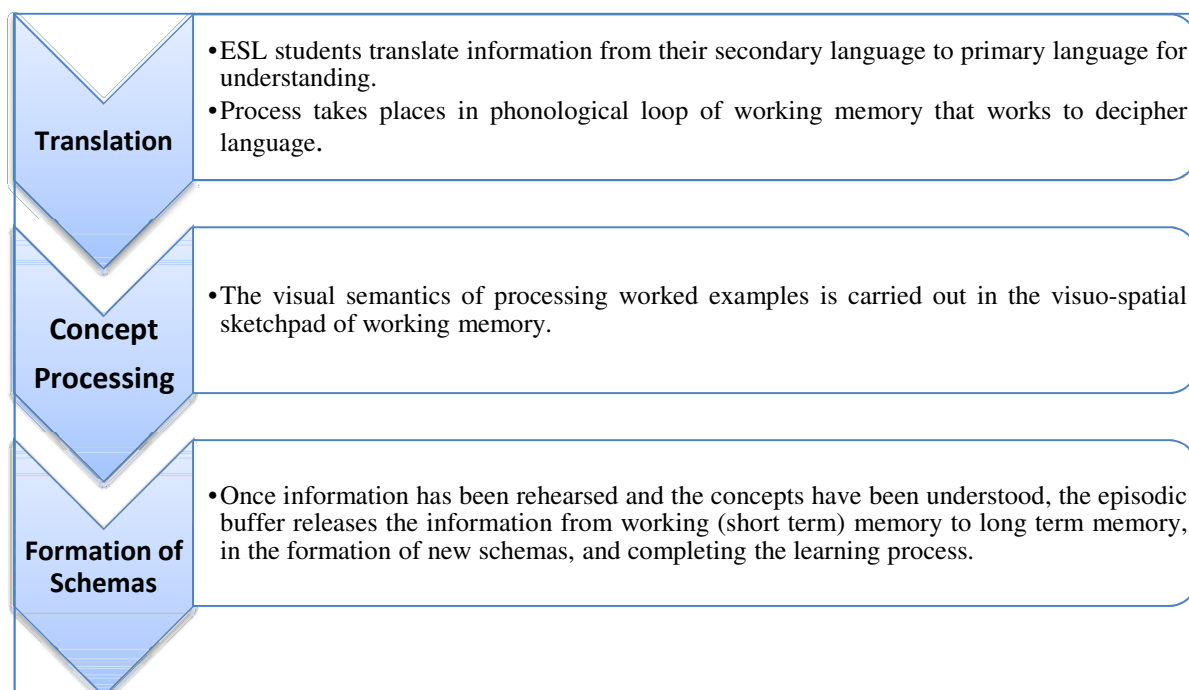 Translation
•ESL students translate information from their secondary language to primary language for
understanding.
•Process takes places in phonological loop of working memory that works to decipher
language.
Concept
Processing
•The visual semantics of processing worked examples is carried out in the visuo-spatial
sketchpad of working memory.
Formation of
Schemas
•Once information has been rehearsed and the concepts have been understood, the episodic
buffer releases the information from working (short term) memory to long term memory,
in the formation of new schemas, and completing the learning process.